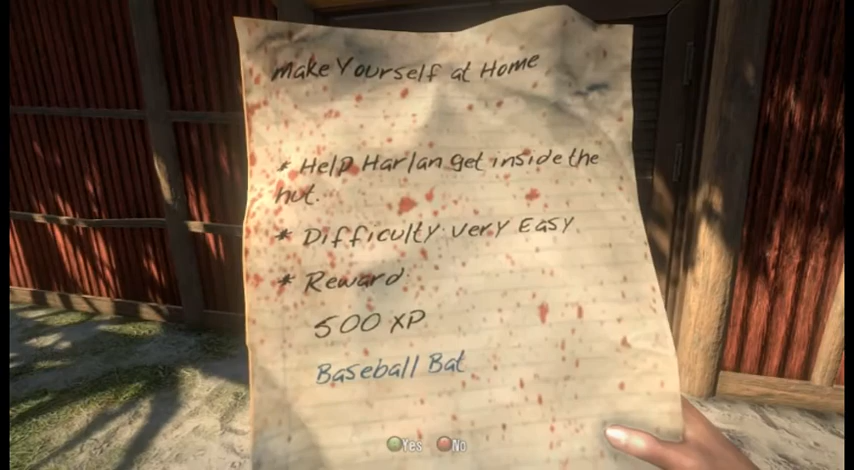 Make Yourself at Home
* Help Harlan get inside the
hut.
* Difficulty: very Easy
* Reward
500 XP
Baseball Bat
Yes No